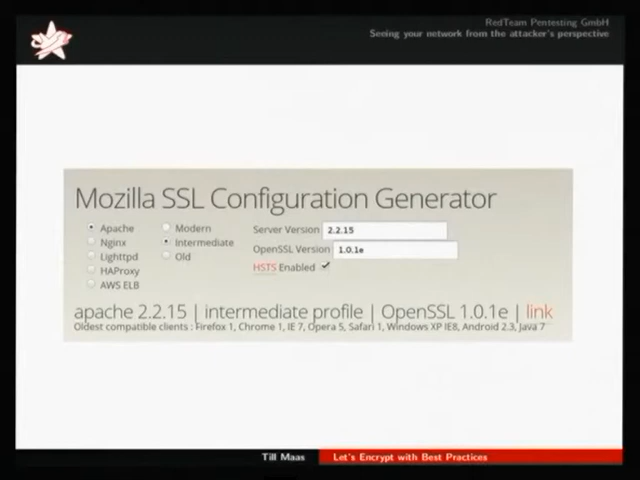 RedTeam Pentesting GmbH
Seeing your network from the attacker's perspective
Mozilla SSL Configuration Generator
Apache
Nginx
Lighttpd
HAProxy
AWS ELB
Modern
Intermediate
Old
Server Version 2.2.15
OpenSSL Version 1.0.1e
HSTS Enabled
apache 2.2.15 | intermediate profile | OpenSSL 1.0.1e | link
Oldest compatible clients : Firefox 1, Chrome 1, IE 7, Opera 5, Safari 1, Windows XP IE8, Android 2.3, Java 7
Till Maas
Let's Encrypt with Best Practices